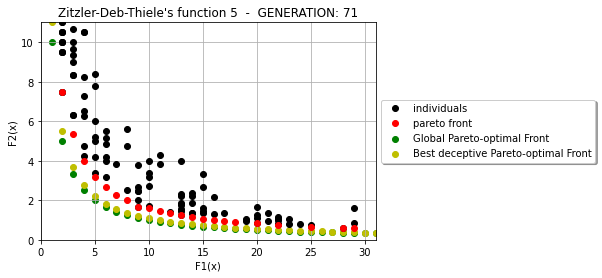 Zitzler-Deb-Thiele's function 5 - GENERATION: 71
F2(x)
10
8
6
4
2
0
0 5 10 15 20 25 30
F1(x)
individuals
pareto front
Global Pareto-optimal Front
Best deceptive Pareto-optimal Front